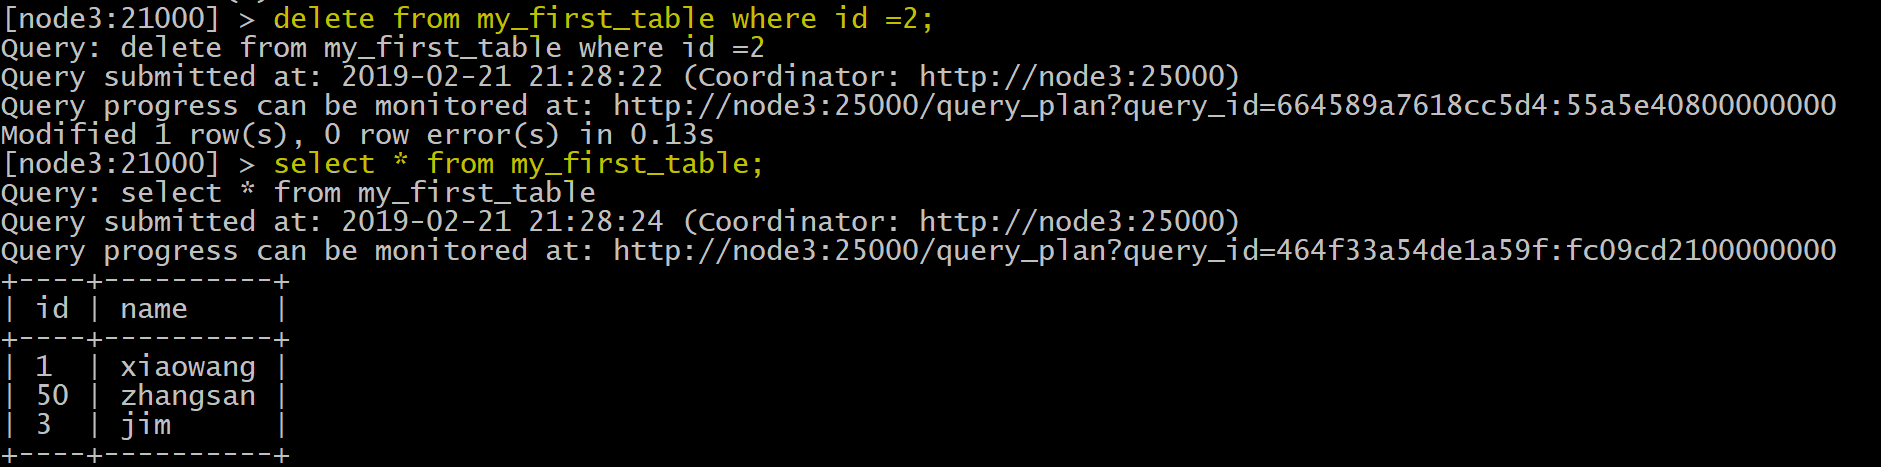 [node3:21000] > delete from my_first_table where id =2;
Query: delete from my_first_table where id =2
Query submitted at: 2019-02-21 21:28:22 (Coordinator: http://node3:25000)
Query progress can be monitored at: http://node3:25000/query_plan?query_id=664589a7618cc5d4:55a5e40800000000
Modified 1 row(s), 0 row error(s) in 0.13s
[node3:21000] > select * from my_first_table;
Query: select * from my_first_table
Query submitted at: 2019-02-21 21:28:24 (Coordinator: http://node3:25000)
Query progress can be monitored at: http://node3:25000/query_plan?query_id=464f33a54de1a59f:fc09cd2100000000
+----+----------+
| id | name     |
+----+----------+
| 1  | xiaowang |
| 50 | zhangsan |
| 3  | jim      |
+----+----------+